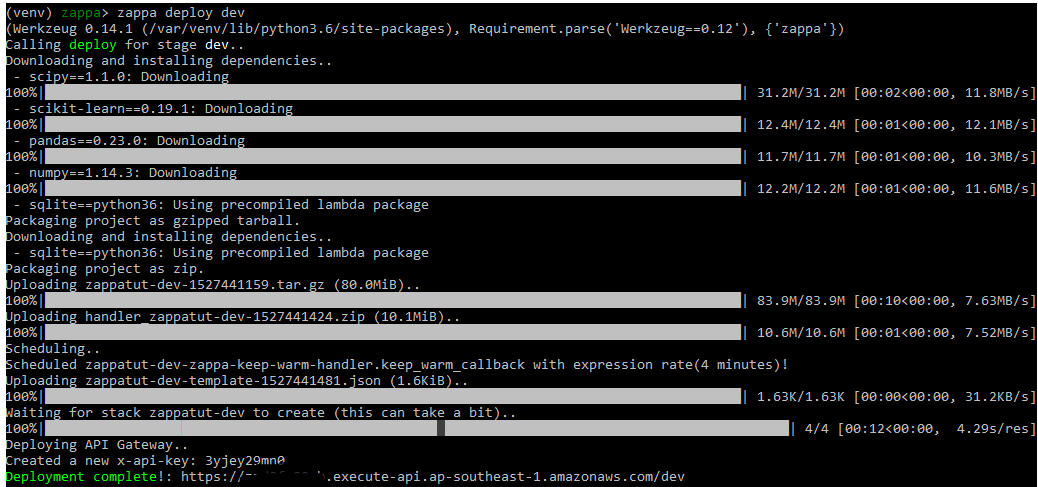 (venv) zappa> zappa deploy dev
(Werkzeug 0.14.1 (/var/venv/lib/python3.6/site-packages), Requirement.parse('Werkzeug==0.12'), {'zappa'})
Calling deploy for stage dev..
Downloading and installing dependencies..
 - scipy==1.1.0: Downloading
100%| | 31.2M/31.2M [00:02<00:00, 11.8MB/s]
 - scikit-learn==0.19.1: Downloading
100%| | 12.4M/12.4M [00:01<00:00, 12.1MB/s]
 - pandas==0.23.0: Downloading
100%| | 11.7M/11.7M [00:01<00:00, 10.3MB/s]
 - numpy==1.14.3: Downloading
100%| | 12.2M/12.2M [00:01<00:00, 11.6MB/s]
 - sqlite==python36: Using precompiled lambda package
Packaging project as gzipped tarball.
Downloading and installing dependencies..
 - sqlite==python36: Using precompiled lambda package
Packaging project as zip.
Uploading zappatut-dev-1527441159.tar.gz (80.0MiB)..
100%| | 83.9M/83.9M [00:10<00:00, 7.63MB/s]
Uploading handler_zappatut-dev-1527441424.zip (10.1MiB)..
100%| | 10.6M/10.6M [00:01<00:00, 7.52MB/s]
Scheduling..
Scheduled zappatut-dev-zappa-keep-warm-handler.keep_warm_callback with expression rate(4 minutes)!
Uploading zappatut-dev-template-1527441481.json (1.6KiB)..
100%| | 1.63K/1.63K [00:00<00:00, 31.2KB/s]
Waiting for stack zappatut-dev to create (this can take a bit)..
100%| | 4/4 [00:12<00:00,  4.29s/res]
Deploying API Gateway..
Created a new x-api-key: 3yjey29mn0
Deployment complete!: https:// .execute-api.ap-southeast-1.amazonaws.com/dev